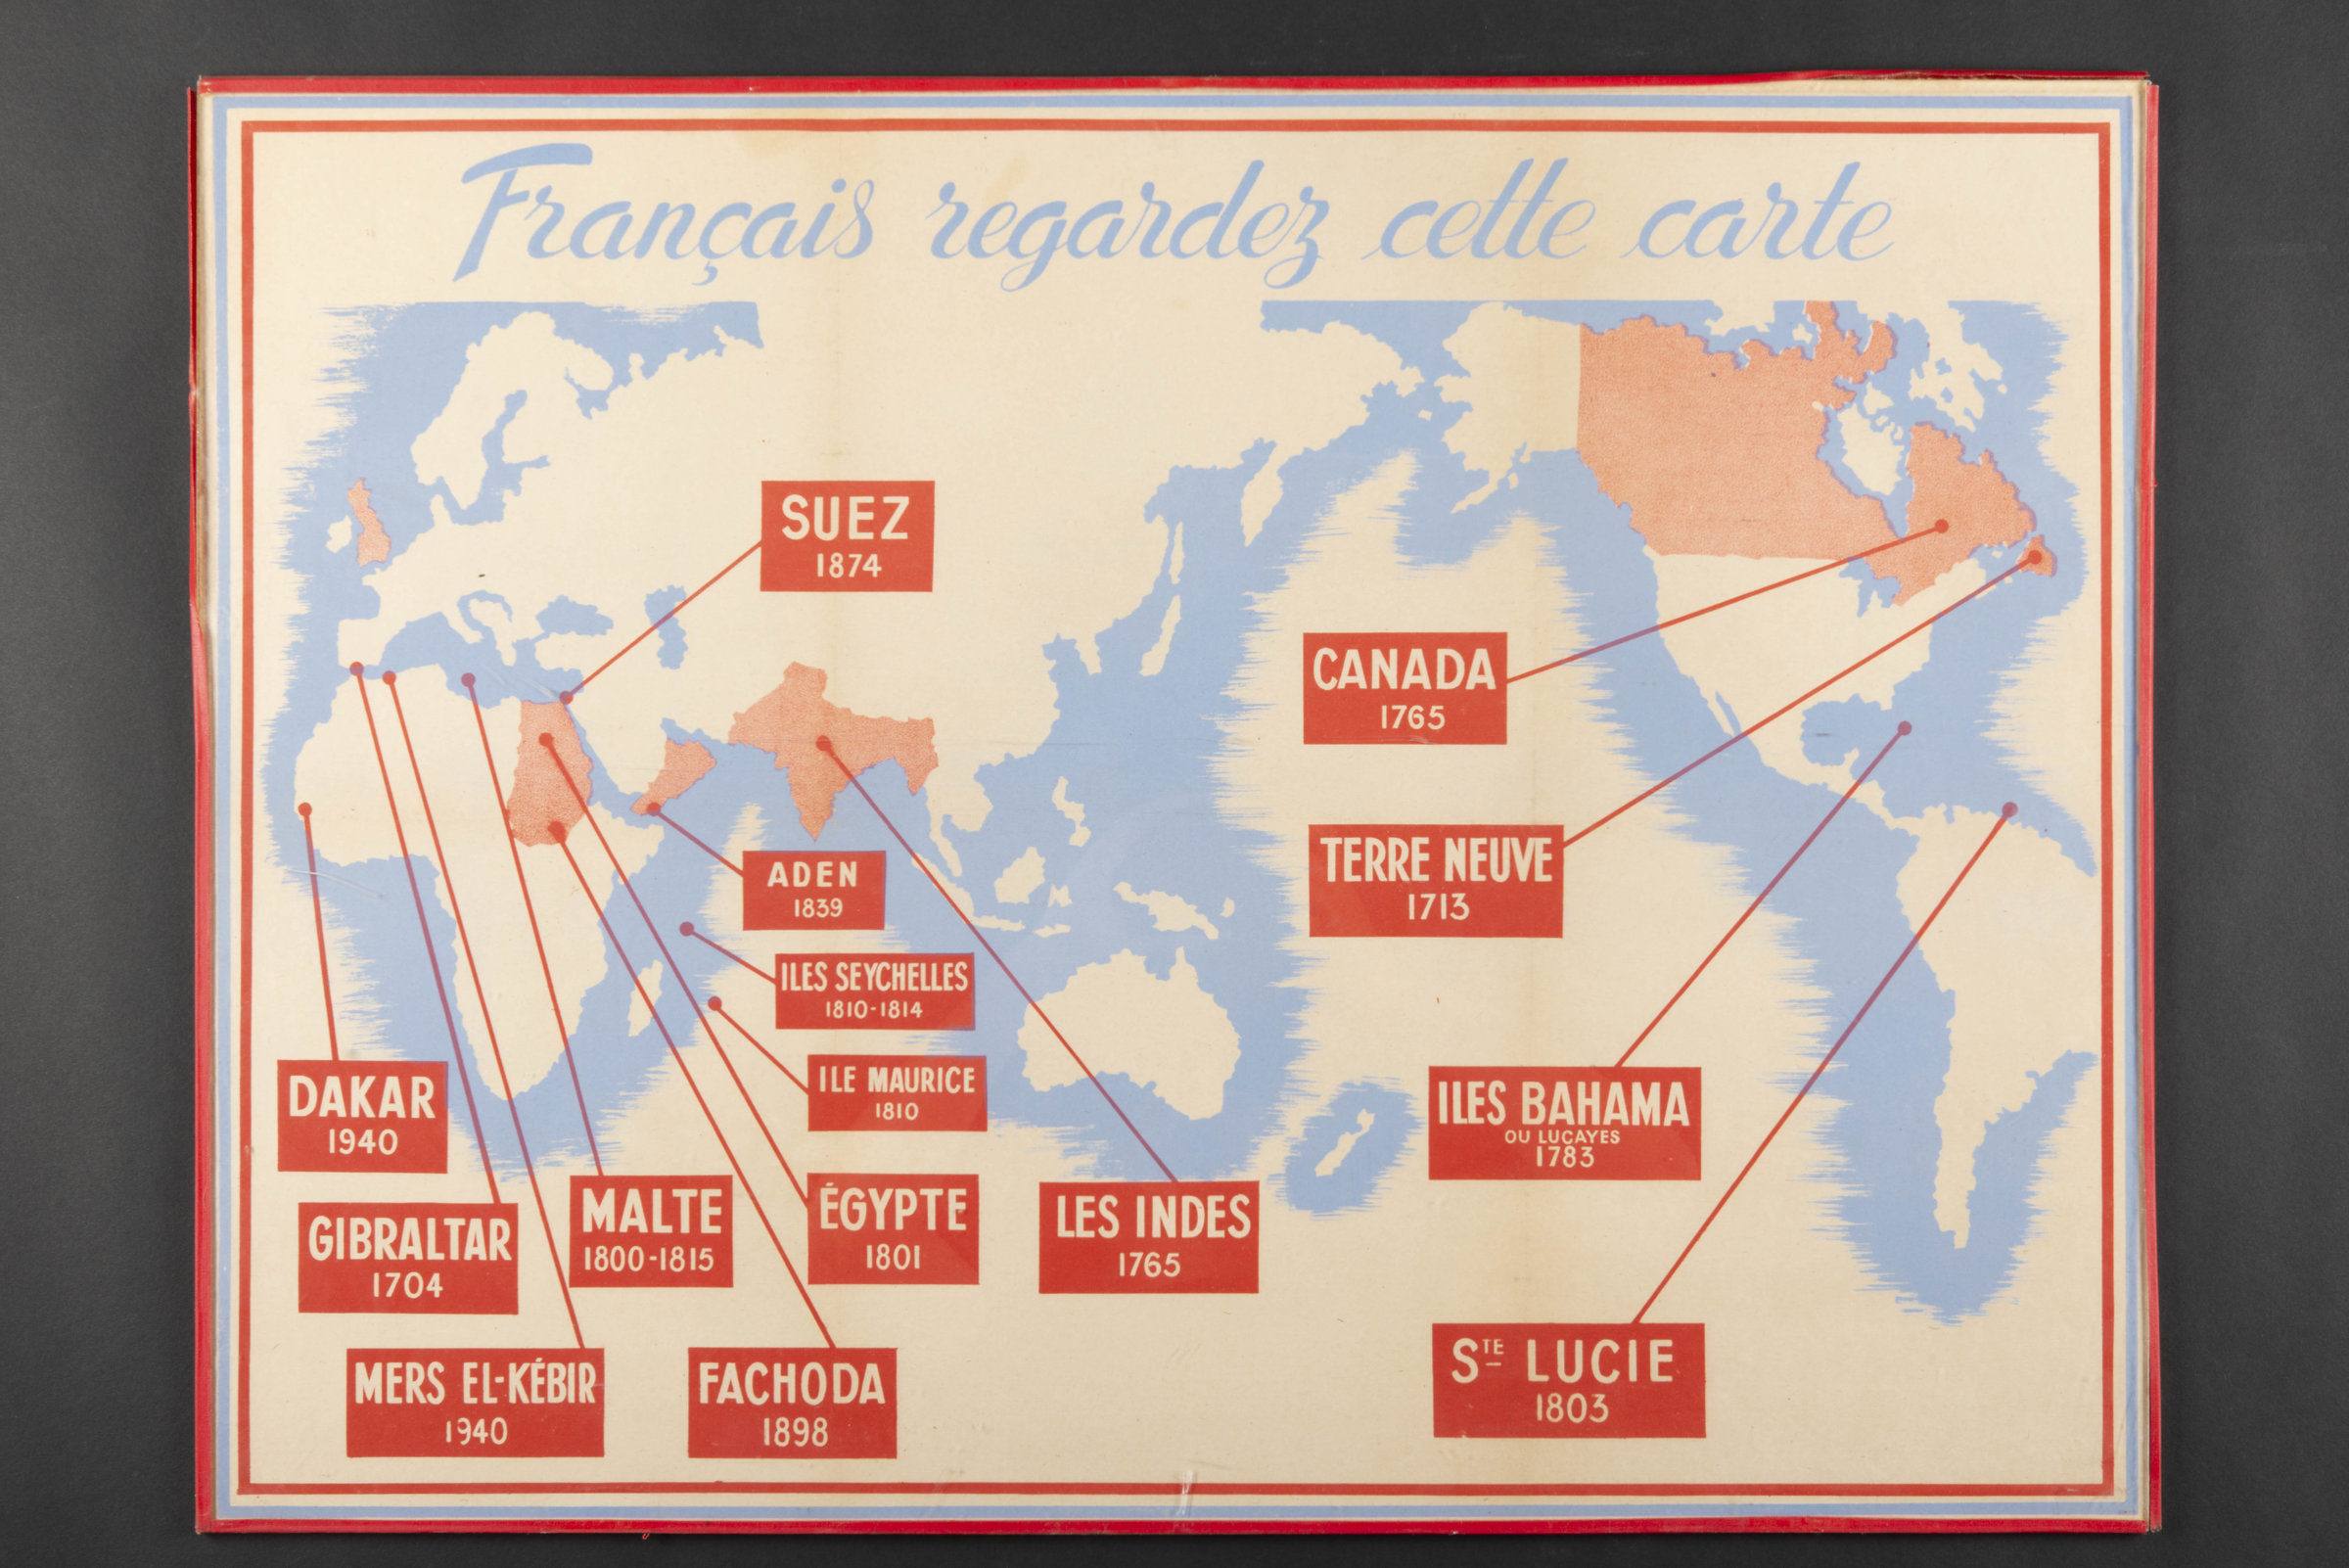 Français regardez cette carte
SUEZ
1874
CANADA
1765
TERRE NEUVE
1713
ADEN
1839
ILES SEYCHELLES
1810-1814
ILE MAURICE
1810
DAKAR
1940
ILES BAHAMA
OU LUCAYES
1783
GIBRALTAR
1704
MALTE
1800-1815
ÉGYPTE
1801
LES INDES
1765
MERS EL-KÉBIR
1940
FACHODA
1898
STE LUCIE
1803